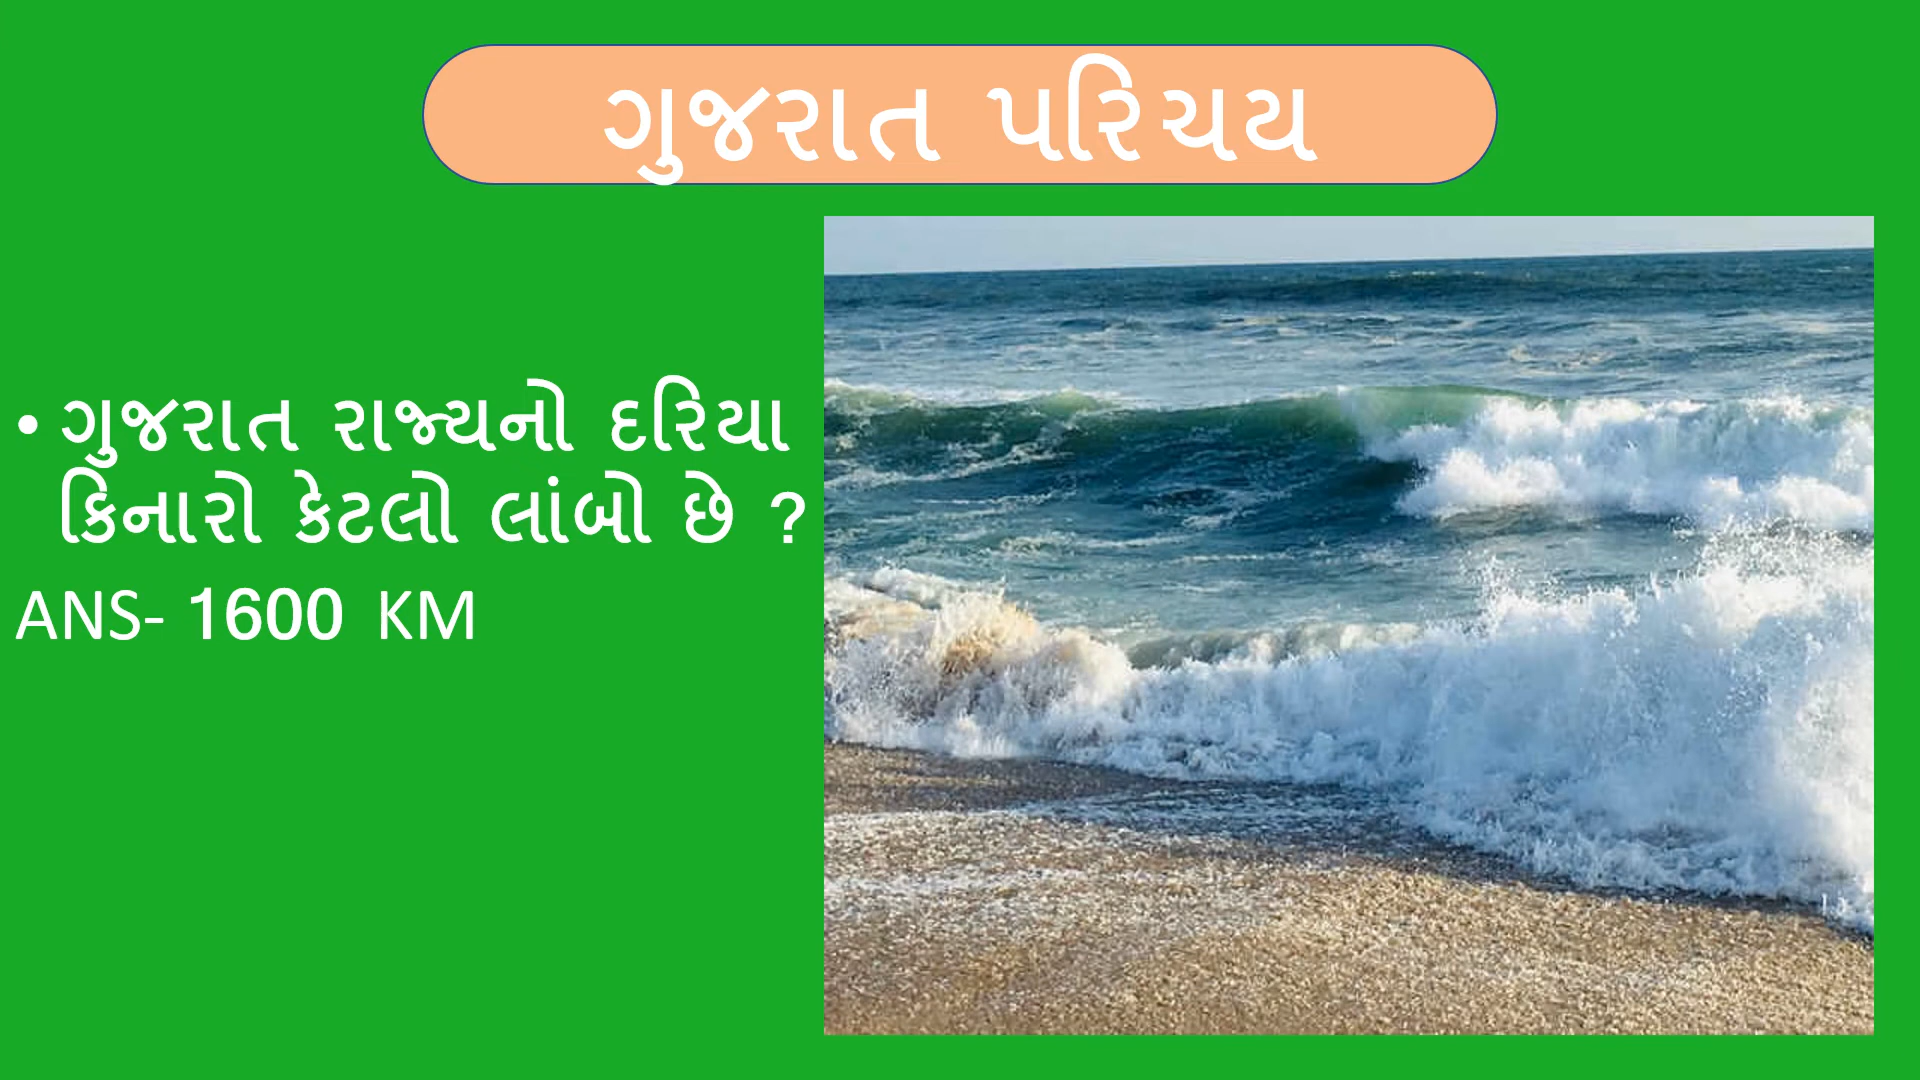 ગુજરાત પરિચય
• ગુજરાત રાજ્યનો દરિયા
કિનારો કેટલો લાંબો છે ?
ANS- 1600 KM